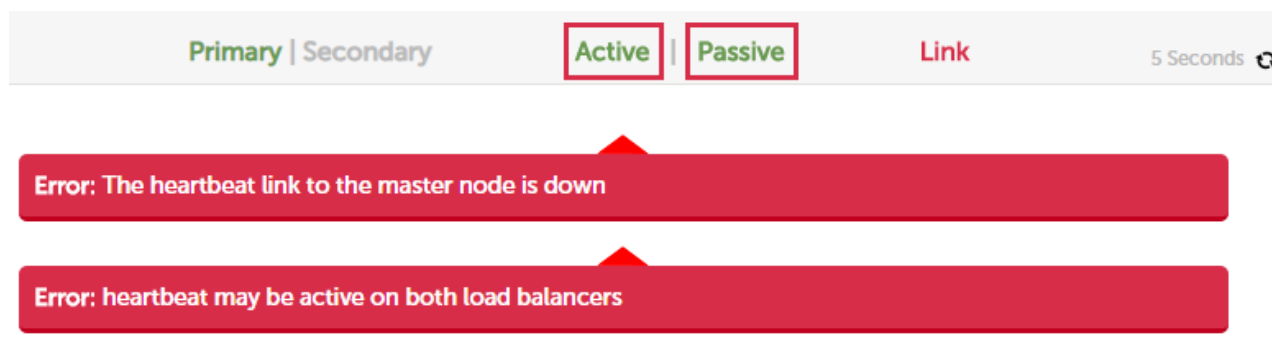 Primary | Secondary Active | Passive Link 5 Seconds
Error: The heartbeat link to the master node is down
Error: heartbeat may be active on both load balancers